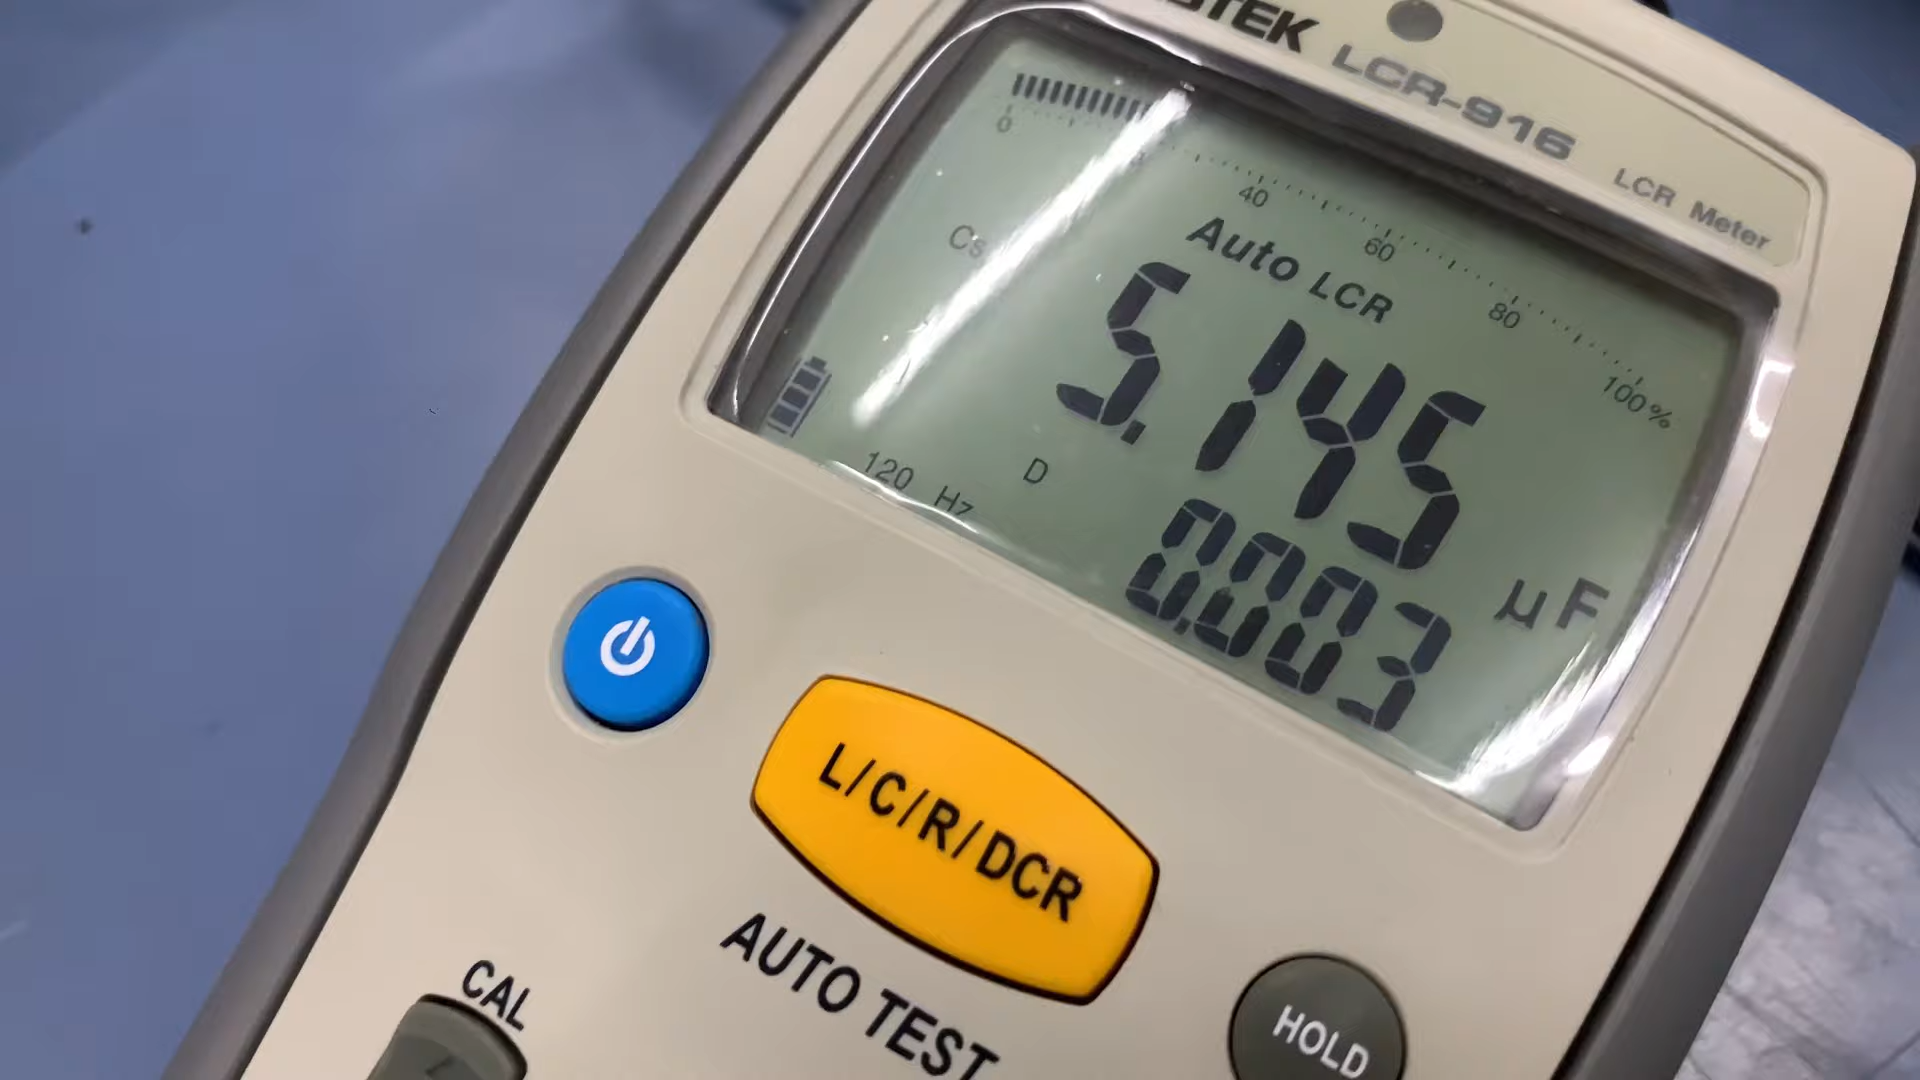 LCR-916
LCR Meter
0 40 60 80 100%
Auto LCR
Cs
5.145
µF
120 Hz
D
0.003
L/C/R/DCR
AUTO TEST
CAL
HOLD